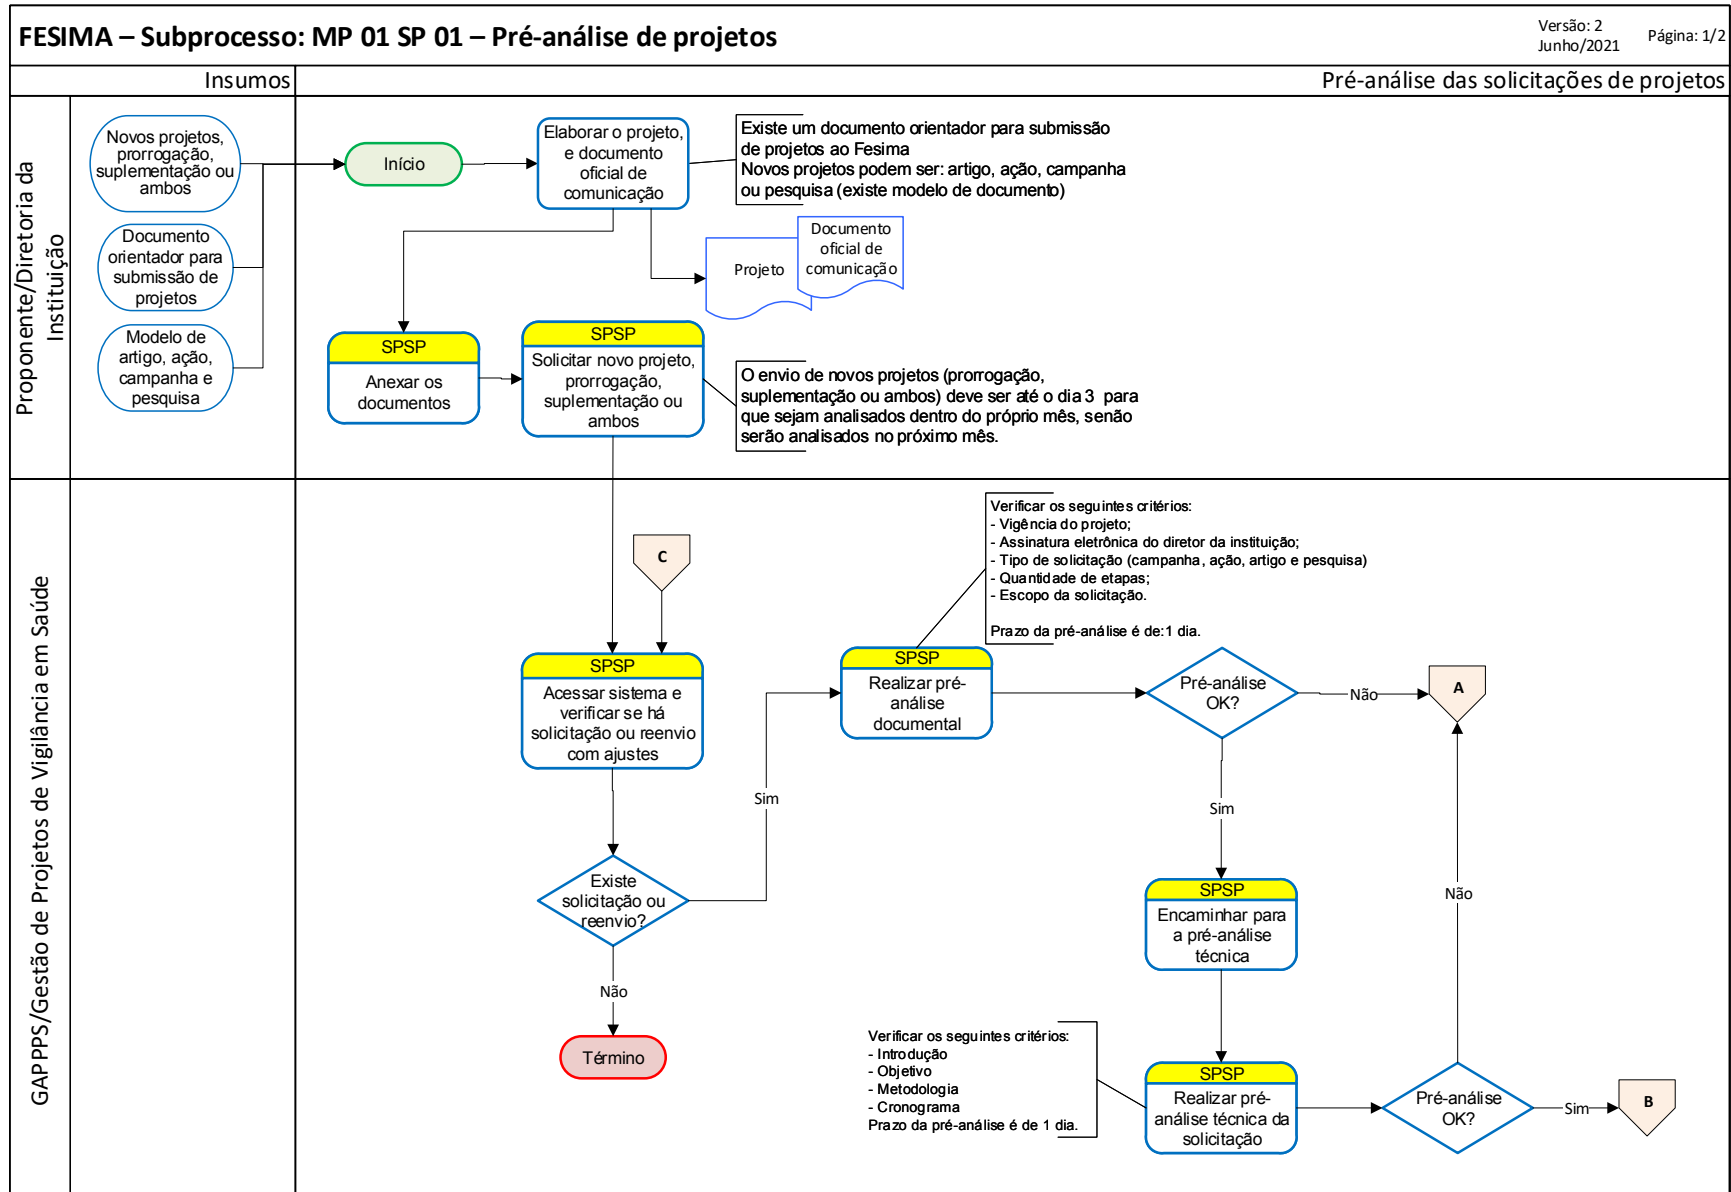 FESIMA – Subprocesso: MP 01 SP 01 – Pré-análise de projetos
Versão: 2
Junho/2021
Página: 1/2
Insumos
Pré-análise das solicitações de projetos
Proponente/Diretoria da
Instituição
Novos projetos,
prorrogação,
suplementação ou
ambos
Documento
orientador para
submissão de
projetos
Modelo de
artigo, ação,
campanha e
pesquisa
Início
Elaborar o projeto,
e documento
oficial de
comunicação
Existe um documento orientador para submissão
de projetos ao Fesima
Novos projetos podem ser: artigo, ação, campanha
ou pesquisa (existe modelo de documento)
Projeto
Documento
oficial de
comunicação
SPSP
Anexar os
documentos
SPSP
Solicitar novo projeto,
prorrogação,
suplementação ou
ambos
O envio de novos projetos (prorrogação,
suplementação ou ambos) deve ser até o dia 3 para
que sejam analisados dentro do próprio mês, senão
serão analisados no próximo mês.
GAPPPS/Gestão de Projetos de Vigilância em Saúde
C
SPSP
Acessar sistema e
verificar se há
solicitação ou reenvio
com ajustes
Existe
solicitação ou
reenvio?
Não
Término
Sim
Verificar os seguintes critérios:
- Vigência do projeto;
- Assinatura eletrônica do diretor da instituição;
- Tipo de solicitação (campanha, ação, artigo e pesquisa)
- Quantidade de etapas;
- Escopo da solicitação.
Prazo da pré-análise é de:1 dia.
SPSP
Realizar pré-
análise
documental
Pré-análise
OK?
Não
A
Sim
SPSP
Encaminhar para
a pré-análise
técnica
Verificar os seguintes critérios:
- Introdução
- Objetivo
- Metodologia
- Cronograma
Prazo da pré-análise é de 1 dia.
SPSP
Realizar pré-
análise técnica da
solicitação
Pré-análise
OK?
Não
Sim
B